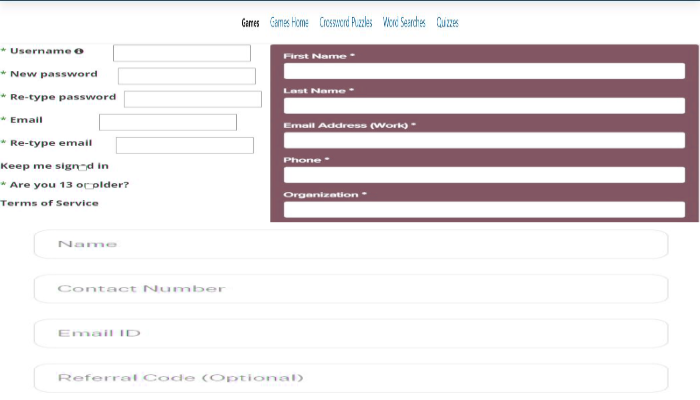 Games Games Home Crossword Puzzles Word Searches Quizzes
* Username
* New password
* Re-type password
* Email
* Re-type email
Keep me signed in
* Are you 13 or older?
Terms of Service
First Name *
Last Name *
Email Address (Work) *
Phone *
Organization *
Name
Contact Number
Email ID
Referral Code (Optional)